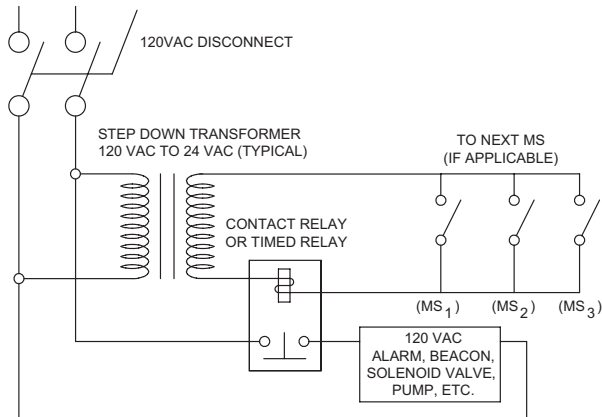 120VAC DISCONNECT
STEP DOWN TRANSFORMER
120 VAC TO 24 VAC (TYPICAL)
TO NEXT MS
(IF APPLICABLE)
CONTACT RELAY
OR TIMED RELAY
(MS1) (MS2) (MS3)
120 VAC
ALARM, BEACON,
SOLENOID VALVE,
PUMP, ETC.